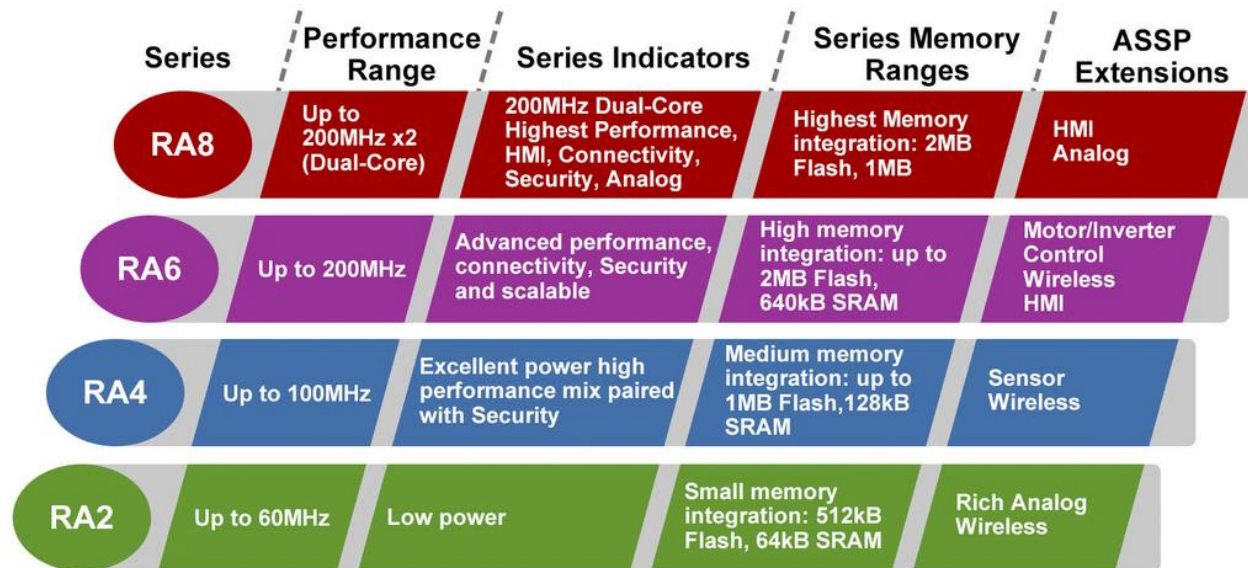 Series
Performance
Range
Series Indicators
Series Memory
Ranges
ASSP
Extensions
RA8
Up to
200MHz x2
(Dual-Core)
200MHz Dual-Core
Highest Performance,
HMI, Connectivity,
Security, Analog
Highest Memory
integration: 2MB
Flash, 1MB
HMI
Analog
RA6
Up to 200MHz
Advanced performance,
connectivity, Security
and scalable
High memory
integration: up to
2MB Flash,
640kB SRAM
Motor/Inverter
Control
Wireless
HMI
RA4
Up to 100MHz
Excellent power high
performance mix paired
with Security
Medium memory
integration: up to
1MB Flash,128kB
SRAM
Sensor
Wireless
RA2
Up to 60MHz
Low power
Small memory
integration: 512kB
Flash, 64kB SRAM
Rich Analog
Wireless